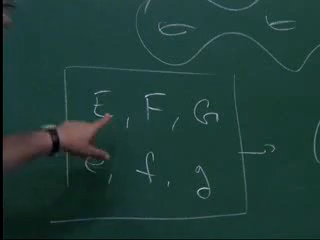 E, F, G
e, f, g